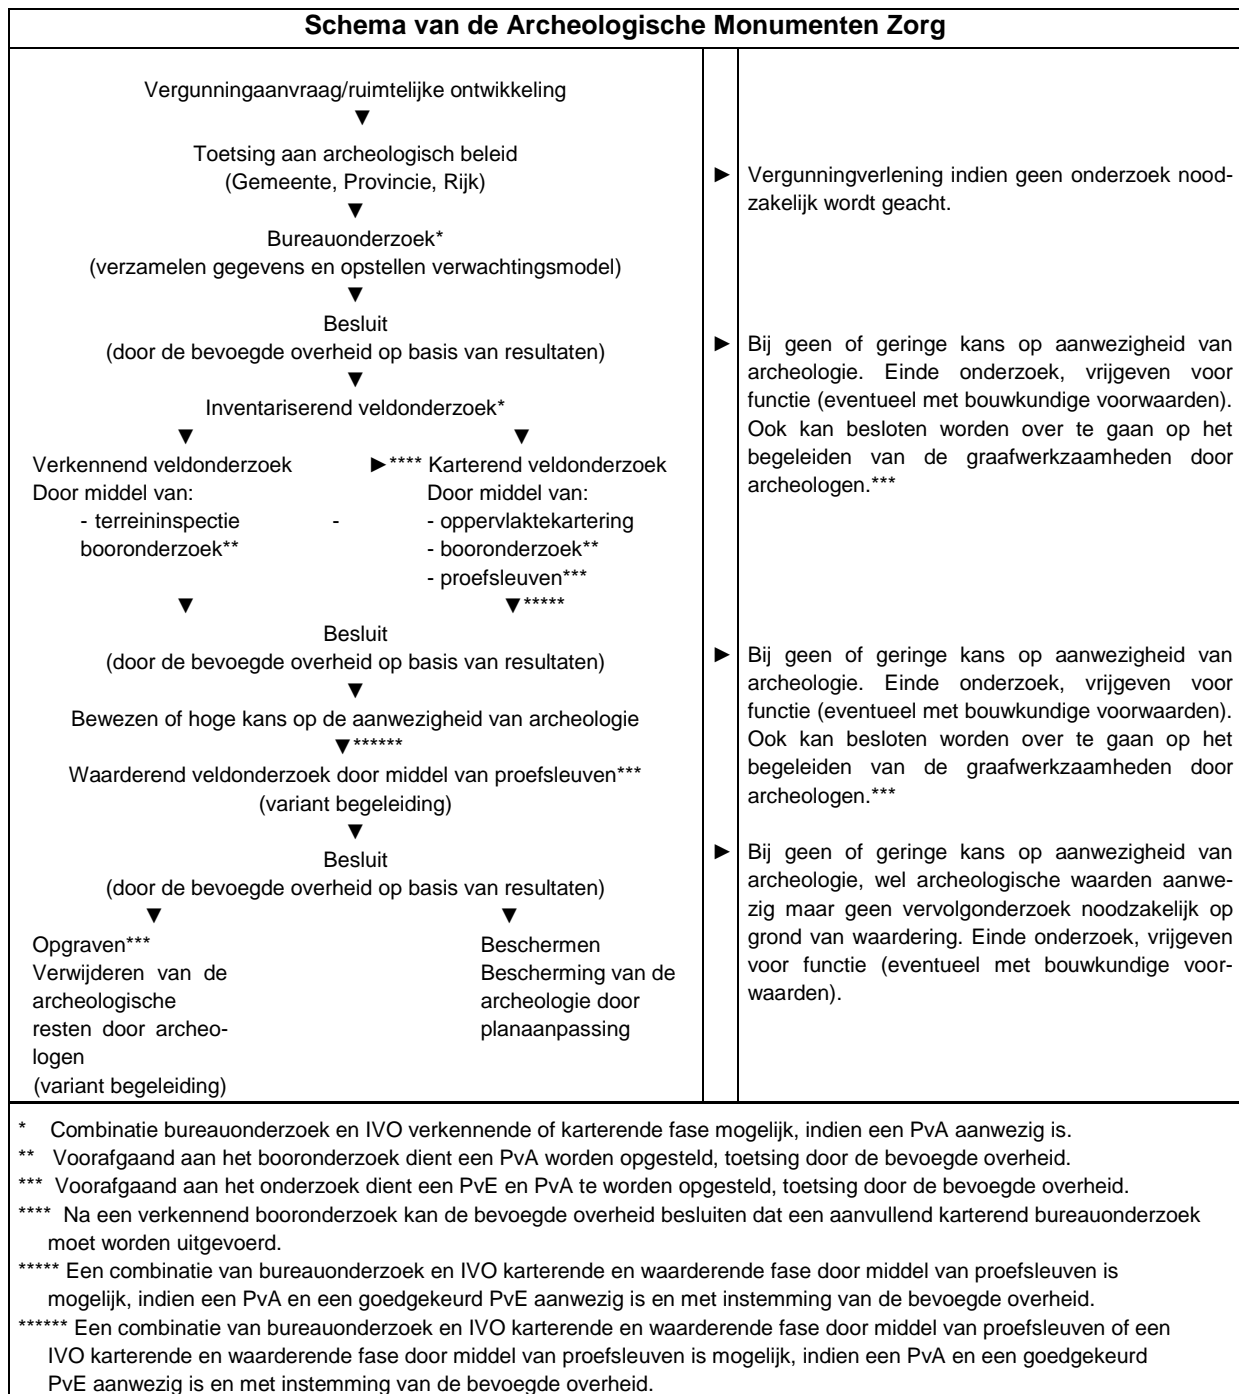 Schema van de Archeologische Monumenten Zorg
Vergunningaanvraag/ruimtelijke ontwikkeling
▼
Toetsing aan archeologisch beleid
(Gemeente, Provincie, Rijk)
▼
Bureauonderzoek*
(verzamelen gegevens en opstellen verwachtingsmodel)
▼
Besluit
(door de bevoegde overheid op basis van resultaten)
▼
Inventariserend veldonderzoek*
▼ ▼
Verkennend veldonderzoek ►**** Karterend veldonderzoek
Door middel van: Door middel van:
- terreininspectie - - oppervlaktekartering
booronderzoek** - booronderzoek**
- proefsleuven***
▼ ▼*****
Besluit
(door de bevoegde overheid op basis van resultaten)
▼
Bewezen of hoge kans op de aanwezigheid van archeologie
▼******
Waarderend veldonderzoek door middel van proefsleuven***
(variant begeleiding)
▼
Besluit
(door de bevoegde overheid op basis van resultaten)
▼ ▼
Opgraven***
Verwijderen van de
archeologische
resten door archeo-
logen
(variant begeleiding)
Beschermen
Bescherming van de
archeologie door
planaanpassing
► Vergunningverlening indien geen onderzoek nood-
zakelijk wordt geacht.
► Bij geen of geringe kans op aanwezigheid van
archeologie. Einde onderzoek, vrijgeven voor
functie (eventueel met bouwkundige voorwaarden).
Ook kan besloten worden over te gaan op het
begeleiden van de graafwerkzaamheden door
archeologen.***
► Bij geen of geringe kans op aanwezigheid van
archeologie. Einde onderzoek, vrijgeven voor
functie (eventueel met bouwkundige voorwaarden).
Ook kan besloten worden over te gaan op het
begeleiden van de graafwerkzaamheden door
archeologen.***
► Bij geen of geringe kans op aanwezigheid van
archeologie, wel archeologische waarden aanwe-
zig maar geen vervolgonderzoek noodzakelijk op
grond van waardering. Einde onderzoek, vrijgeven
voor functie (eventueel met bouwkundige voor-
waarden).
* Combinatie bureauonderzoek en IVO verkennende of karterende fase mogelijk, indien een PvA aanwezig is.
** Voorafgaand aan het booronderzoek dient een PvA worden opgesteld, toetsing door de bevoegde overheid.
*** Voorafgaand aan het onderzoek dient een PvE en PvA te worden opgesteld, toetsing door de bevoegde overheid.
**** Na een verkennend booronderzoek kan de bevoegde overheid besluiten dat een aanvullend karterend bureauonderzoek
moet worden uitgevoerd.
***** Een combinatie van bureauonderzoek en IVO karterende en waarderende fase door middel van proefsleuven is
mogelijk, indien een PvA en een goedgekeurd PvE aanwezig is en met instemming van de bevoegde overheid.
****** Een combinatie van bureauonderzoek en IVO karterende en waarderende fase door middel van proefsleuven of een
IVO karterende en waarderende fase door middel van proefsleuven is mogelijk, indien een PvA en een goedgekeurd
PvE aanwezig is en met instemming van de bevoegde overheid.